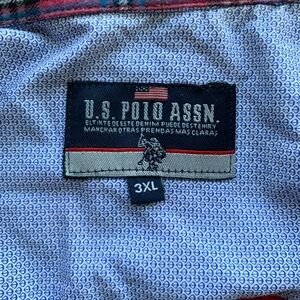 U.S. POLO ASSN.
EL TINTE DE ESTE DENIM PUEDE DESTEÑIR Y
MANCHAR OTRAS PRENDAS MAS CLARAS
3XL